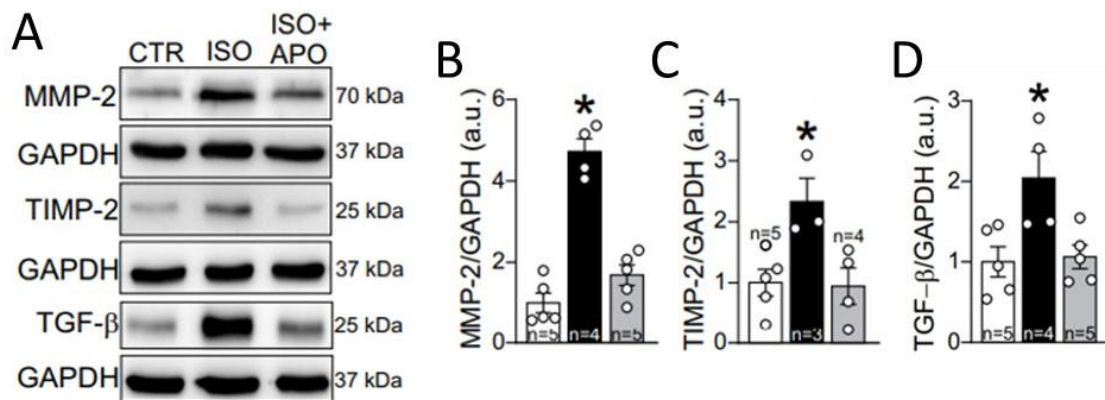 A
CTR ISO ISO+
APO
MMP-2 70 kDa
GAPDH 37 kDa
TIMP-2 25 kDa
GAPDH 37 kDa
TGF-β 25 kDa
GAPDH 37 kDa
B
MMP-2/GAPDH (a.u.)
6
4
2
0
*
n=5 n=4 n=5
C
TIMP-2/GAPDH (a.u.)
4
3
2
1
0
*
n=5 n=3 n=4
D
TGF–β/GAPDH (a.u.)
3
2
1
0
*
n=5 n=4 n=5